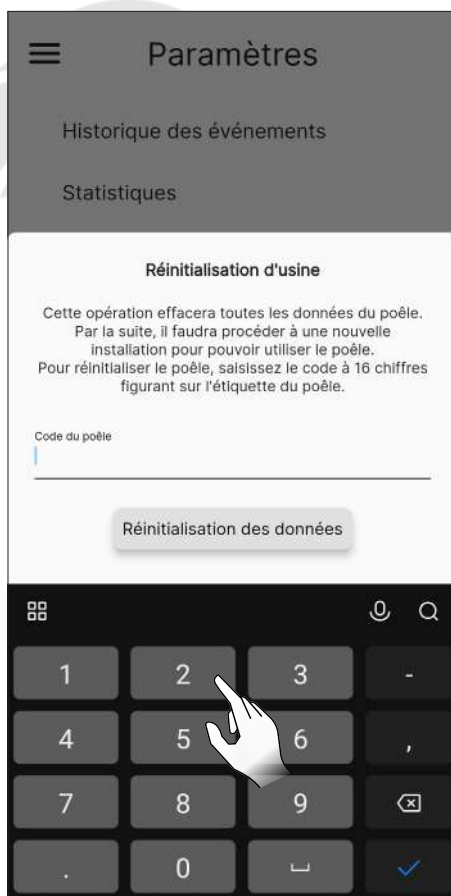 Paramètres
Historique des événements
Statistiques
Réinitialisation d'usine
Cette opération effacera toutes les données du poêle.
Par la suite, il faudra procéder à une nouvelle
installation pour pouvoir utiliser le poêle.
Pour réinitialiser le poêle, saisissez le code à 16 chiffres
figurant sur l'étiquette du poêle.
Code du poêle
Réinitialisation des données
1 2 3 -
4 5 6 ,
7 8 9
. 0